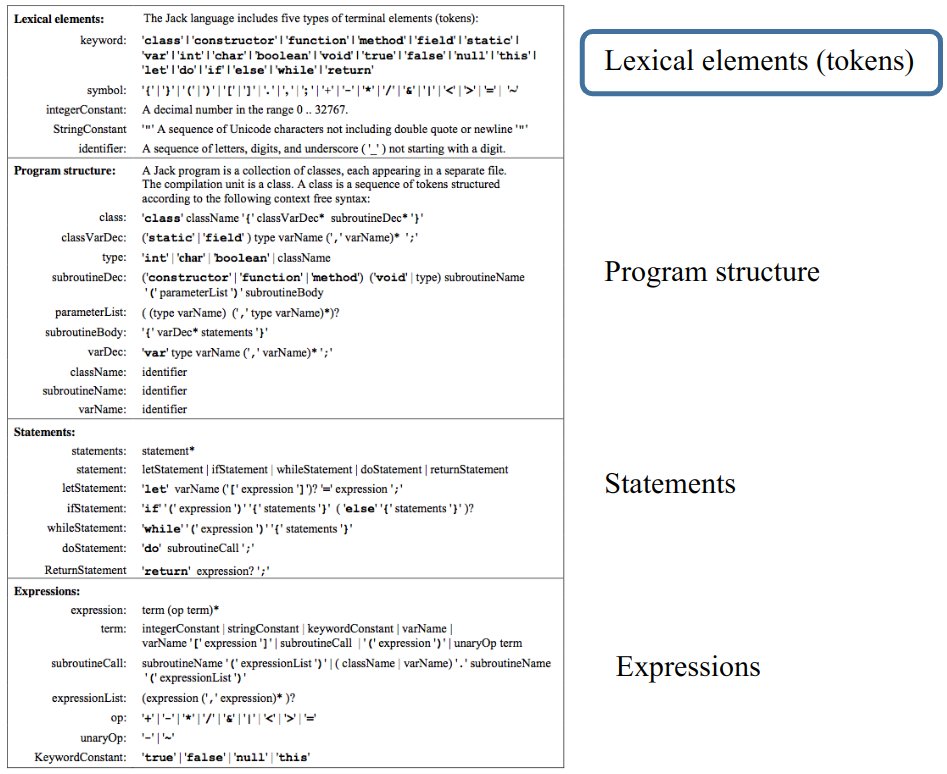 Lexical elements: The Jack language includes five types of terminal elements (tokens):
keyword: 'class'|'constructor'|'function'|'method'|'field'|'static'|
'var'|'int'|'char'|'boolean'|'void'|'true'|'false'|'null'|'this'|
'let'|'do'|'if'|'else'|'while'|'return'
symbol: '{'|'}'|'('|')'|'['|']'|'.'|','|';'|'+'|'-'|'*'|'/'|'&'|'|'|'<'|'>'|'='|'~'
integerConstant: A decimal number in the range 0 .. 32767.
StringConstant '"' A sequence of Unicode characters not including double quote or newline '"'
identifier: A sequence of letters, digits, and underscore ('_') not starting with a digit.
Lexical elements (tokens)
Program structure: A Jack program is a collection of classes, each appearing in a separate file.
The compilation unit is a class. A class is a sequence of tokens structured
according to the following context free syntax:
class: 'class' className '{' classVarDec* subroutineDec* '}'
classVarDec: ('static'|'field') type varName (',' varName)* ';'
type: 'int'|'char'|'boolean'|className
subroutineDec: ('constructor'|'function'|'method') ('void'|type) subroutineName
'(' parameterList ')' subroutineBody
parameterList: ( (type varName) (',' type varName)*)?
subroutineBody: '{' varDec* statements '}'
varDec: 'var' type varName (',' varName)* ';'
className: identifier
subroutineName: identifier
varName: identifier
Program structure
Statements:
statements: statement*
statement: letStatement | ifStatement | whileStatement | doStatement | returnStatement
letStatement: 'let' varName ('[' expression ']')? '=' expression ';'
ifStatement: 'if' '(' expression ')' '{' statements '}' ( 'else' '{' statements '}' )?
whileStatement: 'while' '(' expression ')' '{' statements '}'
doStatement: 'do' subroutineCall ';'
ReturnStatement 'return' expression? ';'
Statements
Expressions:
expression: term (op term)*
term: integerConstant | stringConstant | keywordConstant | varName |
varName '[' expression ']' | subroutineCall | '(' expression ')' | unaryOp term
subroutineCall: subroutineName '(' expressionList ')' | ( className | varName) '.' subroutineName
'(' expressionList ')'
expressionList: (expression (',' expression)* )?
op: '+'|'-'|'*'|'/'|'&'|'|'|'<'|'>'|'='
unaryOp: '-'|'~'
KeywordConstant: 'true'|'false'|'null'|'this'
Expressions